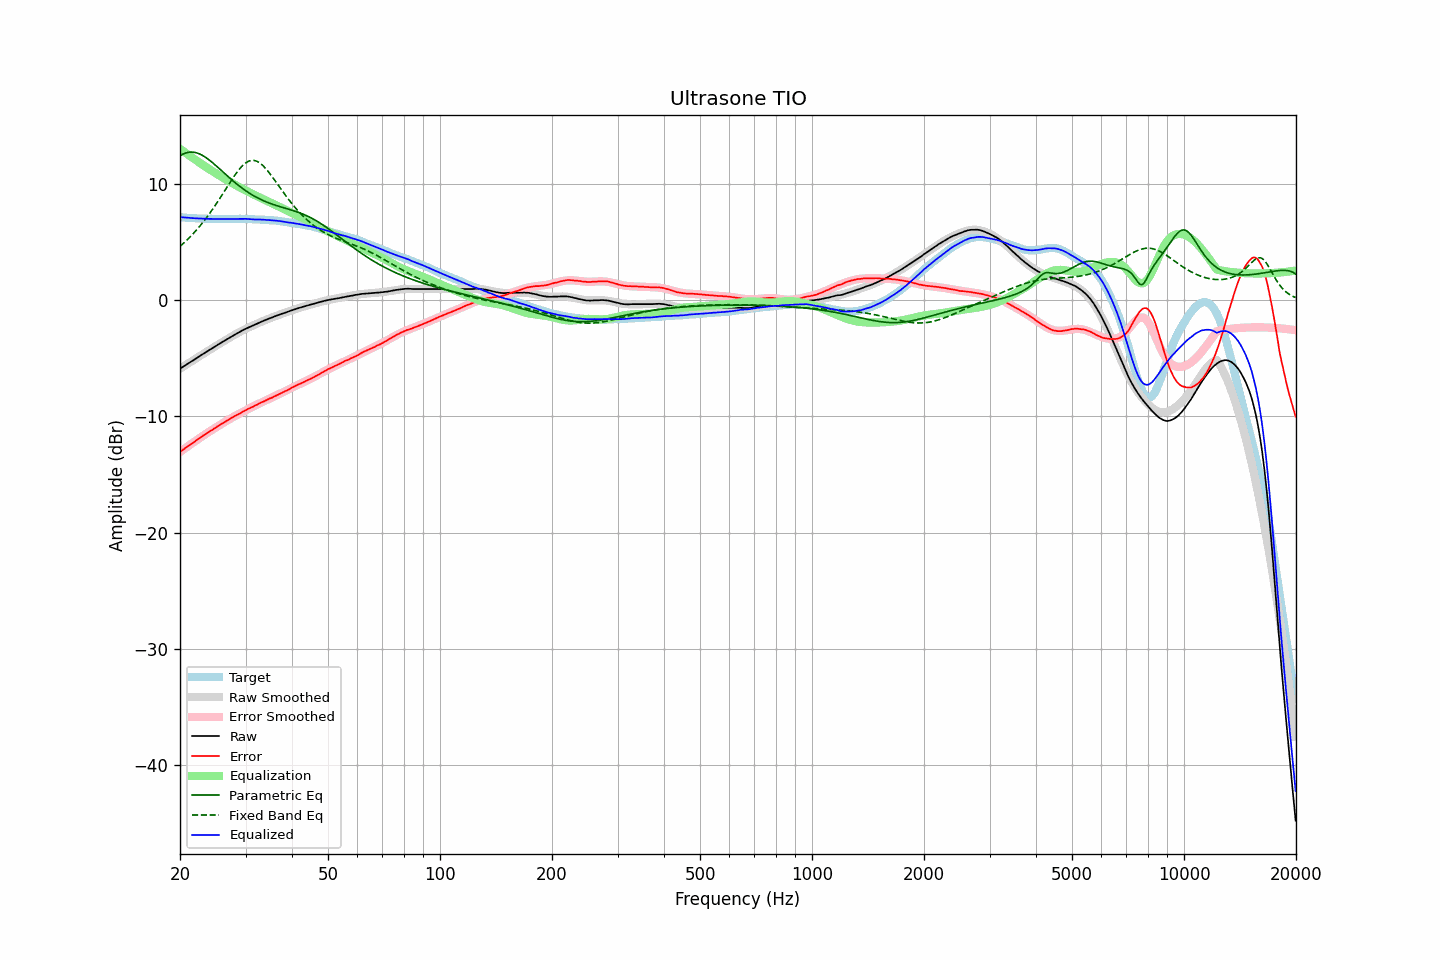 Ultrasone TIO
Amplitude (dBr)
10
0
−10
−20
−30
−40
Target
Raw Smoothed
Error Smoothed
Raw
Error
Equalization
Parametric Eq
Fixed Band Eq
Equalized
20 50 100 200 500 1000 2000 5000 10000 20000
Frequency (Hz)